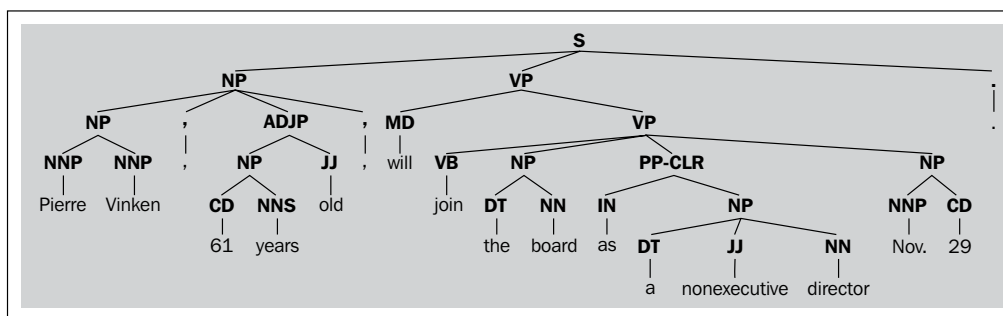 S
NP VP .
NP , ADJP , MD VP .
NNP NNP , NP JJ , will VB NP PP-CLR NP
Pierre Vinken CD NNS old join DT NN IN NP NNP CD
61 years the board as DT JJ NN Nov. 29
a nonexecutive director